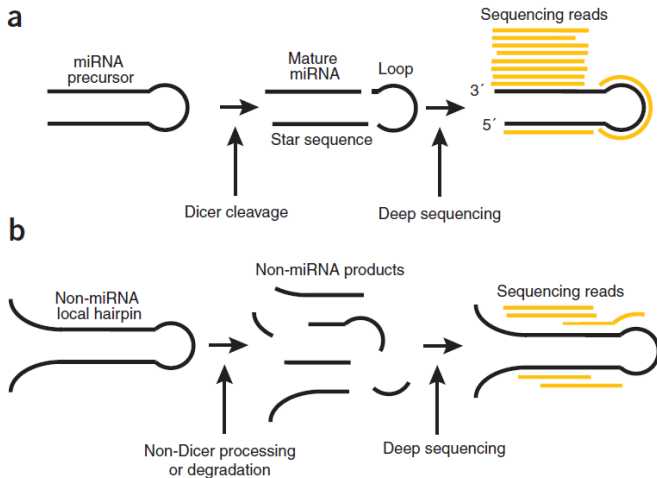 a
Sequencing reads
miRNA
precursor
Mature
miRNA
Loop
3´
5´
Star sequence
Dicer cleavage
Deep sequencing
b
Non-miRNA products
Non-miRNA
local hairpin
Sequencing reads
Non-Dicer processing
or degradation
Deep sequencing